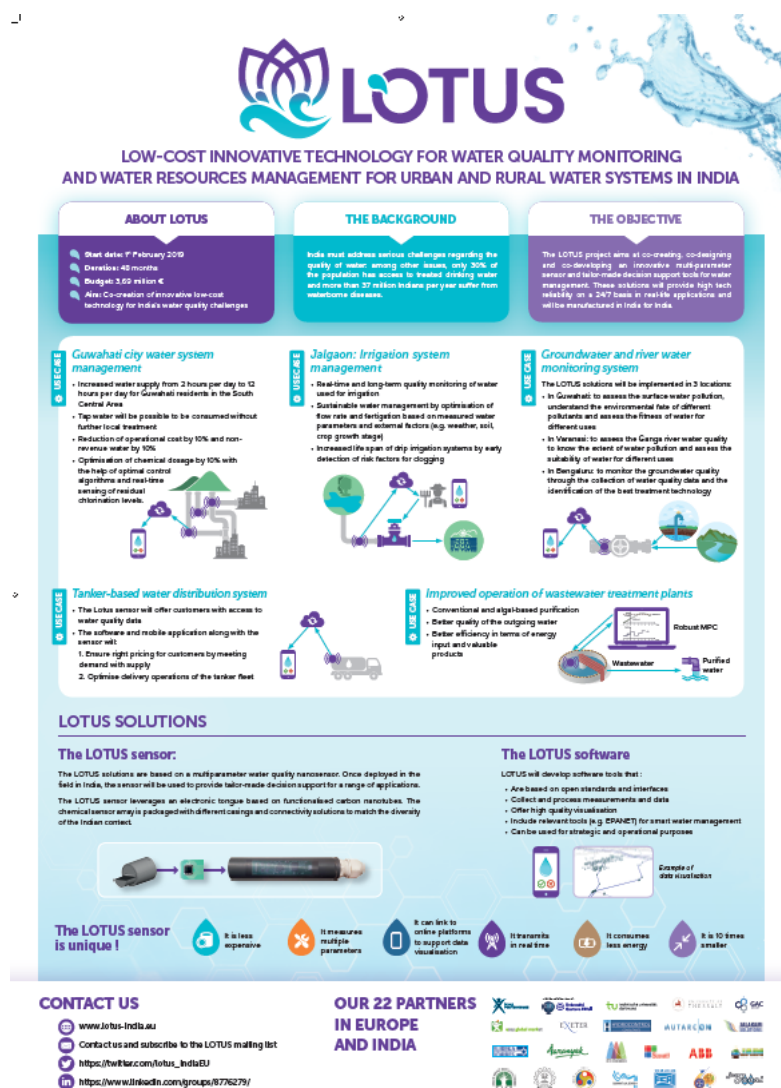 LOTUS
LOW-COST INNOVATIVE TECHNOLOGY FOR WATER QUALITY MONITORING
AND WATER RESOURCES MANAGEMENT FOR URBAN AND RURAL WATER SYSTEMS IN INDIA
ABOUT LOTUS
Start date: 1st February 2019
Duration: 48 months
Budget: 3,69 million €
Aim: Co-creation of innovative low-cost
technology for India's water quality challenges
THE BACKGROUND
India must address serious challenges regarding the
quality of water: among other issues, only 30% of
the population has access to treated drinking water
and more than 37 million Indians per year suffer from
waterborne diseases.
THE OBJECTIVE
The LOTUS project aims at co-creating, co-designing
and co-developing an innovative multi-parameter
sensor and tailor-made decision support tools for water
management. These solutions will provide high tech
reliability on a 24/7 basis in real-life applications and
will be manufactured in India for India.
USE CASE
Guwahati city water system
management
• Increased water supply from 2 hours per day to 12
hours per day for Guwahati residents in the South
Central Area
• Tap water will be possible to be consumed without
further local treatment
• Reduction of operational cost by 10% and non-
revenue water by 10%
• Optimisation of chemical dosage by 10% with
the help of optimal control
algorithms and real-time
sensing of residual
chlorination levels.
USE CASE
Jalgaon: Irrigation system
management
• Real-time and long-term quality monitoring of water
used for irrigation
• Sustainable water management by optimisation of
flow rate and fertigation based on measured water
parameters and external factors (e.g. weather, soil,
crop growth stage)
• Increased life span of drip irrigation systems by early
detection of risk factors for clogging
USE CASE
Groundwater and river water
monitoring system
The LOTUS solutions will be implemented in 3 locations:
• In Guwahati: to assess the surface water pollution,
understand the environmental fate of different
pollutants and assess the fitness of water for
different uses
• In Varanasi: to assess the Ganga river water quality
to know the extent of water pollution and assess the
suitability of water for different uses
• In Bengaluru: to monitor the groundwater quality
through the collection of water quality data and the
identification of the best treatment technology
USE CASE
Tanker-based water distribution system
• The Lotus sensor will offer customers with access to
water quality data
• The software and mobile application along with the
sensor will:
1. Ensure right pricing for customers by meeting
demand with supply
2. Optimise delivery operations of the tanker fleet
USE CASE
Improved operation of wastewater treatment plants
• Conventional and algal-based purification
• Better quality of the outgoing water
• Better efficiency in terms of energy
input and valuable
products
Robust MPC
Wastewater
Purified
water
LOTUS SOLUTIONS
The LOTUS sensor:
The LOTUS solutions are based on a multiparameter water quality nanosensor. Once deployed in the
field in India, the sensor will be used to provide tailor-made decision support for a range of applications.
The LOTUS sensor leverages an electronic tongue based on functionalised carbon nanotubes. The
chemical sensor array is packaged with different casings and connectivity solutions to match the diversity
of the Indian context.
The LOTUS software
LOTUS will develop software tools that :
• Are based on open standards and interfaces
• Collect and process measurements and data
• Offer high quality visualisation
• Include relevant tools (e.g. EPANET) for smart water management
• Can be used for strategic and operational purposes
Example of
data visualisation
The LOTUS sensor
is unique !
It is less
expensive
It measures
multiple
parameters
It can link to
online platforms
to support data
visualisation
It transmits
in real time
It consumes
less energy
It is 10 times
smaller
CONTACT US
www.lotus-india.eu
Contact us and subscribe to the LOTUS mailing list
https://twitter.com/lotus_indiaEU
https://www.linkedin.com/groups/8776279/
OUR 22 PARTNERS
IN EUROPE
AND INDIA
GAC
EXETER
AUTARCON
Aaranyak
ABB